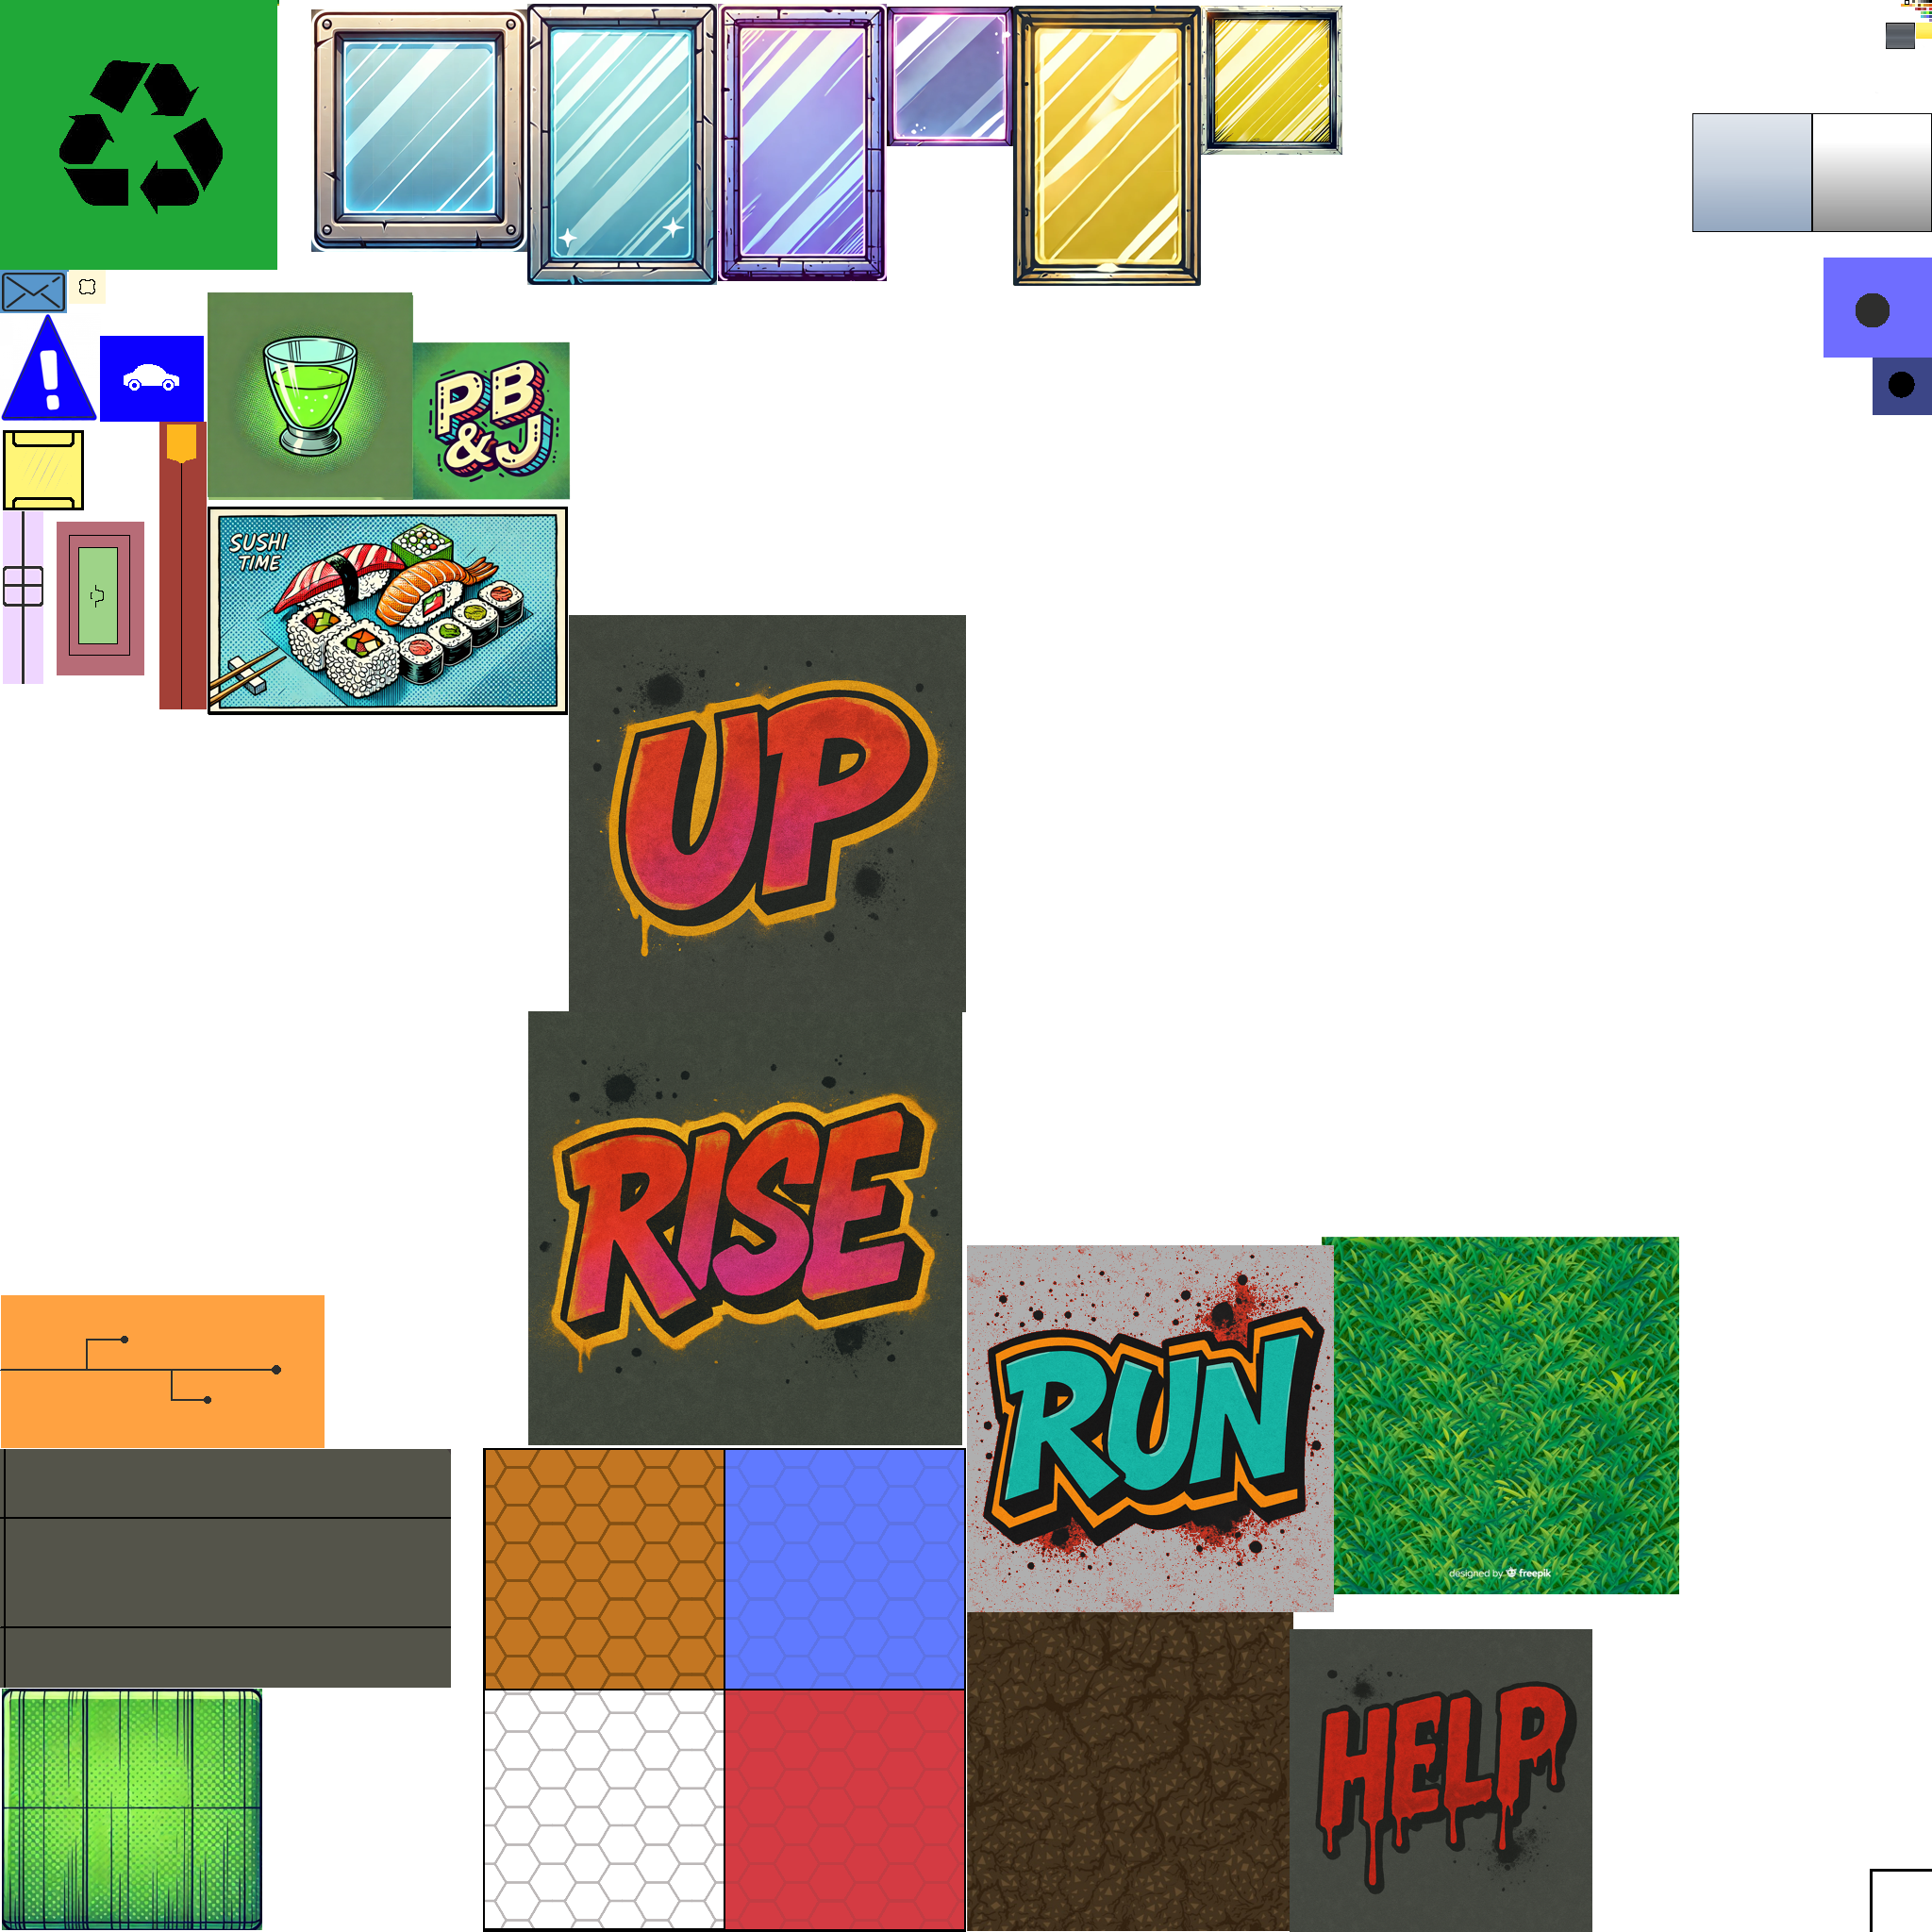 PB
&J
SUSHI
TIME
UP
RISE
RUN
designed by freepik
HELP